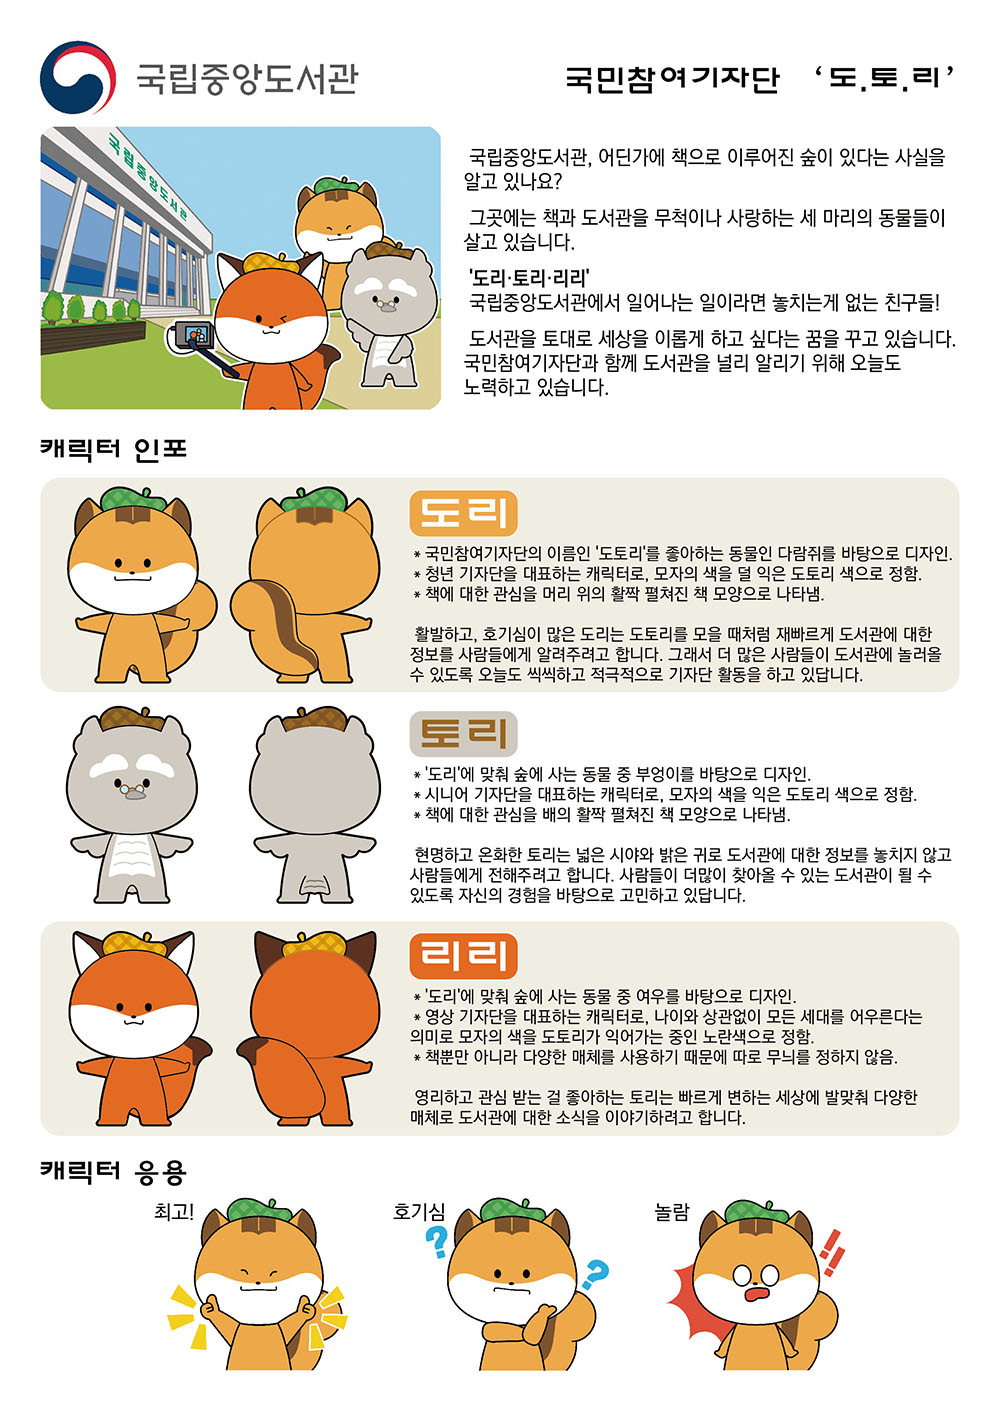 국립중앙도서관
국민참여기자단 ‘도.토.리’
국립중앙도서관
국립중앙도서관, 어딘가에 책으로 이루어진 숲이 있다는 사실을
알고 있나요?
그곳에는 책과 도서관을 무척이나 사랑하는 세 마리의 동물들이
살고 있습니다.
'도리·토리·리리'
국립중앙도서관에서 일어나는 일이라면 놓치는게 없는 친구들!
도서관을 토대로 세상을 이롭게 하고 싶다는 꿈을 꾸고 있습니다.
국민참여기자단과 함께 도서관을 널리 알리기 위해 오늘도
노력하고 있습니다.
캐릭터 인포
도리
* 국민참여기자단의 이름인 '도토리'를 좋아하는 동물인 다람쥐를 바탕으로 디자인.
* 청년 기자단을 대표하는 캐릭터로, 모자의 색을 덜 익은 도토리 색으로 정함.
* 책에 대한 관심을 머리 위의 활짝 펼쳐진 책 모양으로 나타냄.
활발하고, 호기심이 많은 도리는 도토리를 모을 때처럼 재빠르게 도서관에 대한
정보를 사람들에게 알려주려고 합니다. 그래서 더 많은 사람들이 도서관에 놀러올
수 있도록 오늘도 씩씩하고 적극적으로 기자단 활동을 하고 있답니다.
토리
* '도리'에 맞춰 숲에 사는 동물 중 부엉이를 바탕으로 디자인.
* 시니어 기자단을 대표하는 캐릭터로, 모자의 색을 익은 도토리 색으로 정함.
* 책에 대한 관심을 배의 활짝 펼쳐진 책 모양으로 나타냄.
현명하고 온화한 토리는 넓은 시야와 밝은 귀로 도서관에 대한 정보를 놓치지 않고
사람들에게 전해주려고 합니다. 사람들이 더많이 찾아올 수 있는 도서관이 될 수
있도록 자신의 경험을 바탕으로 고민하고 있답니다.
리리
* '도리'에 맞춰 숲에 사는 동물 중 여우를 바탕으로 디자인.
* 영상 기자단을 대표하는 캐릭터로, 나이와 상관없이 모든 세대를 어우른다는
의미로 모자의 색을 도토리가 익어가는 중인 노란색으로 정함.
* 책뿐만 아니라 다양한 매체를 사용하기 때문에 따로 무늬를 정하지 않음.
영리하고 관심 받는 걸 좋아하는 토리는 빠르게 변하는 세상에 발맞춰 다양한
매체로 도서관에 대한 소식을 이야기하려고 합니다.
캐릭터 응용
최고!
호기심
놀람
? ?
!!